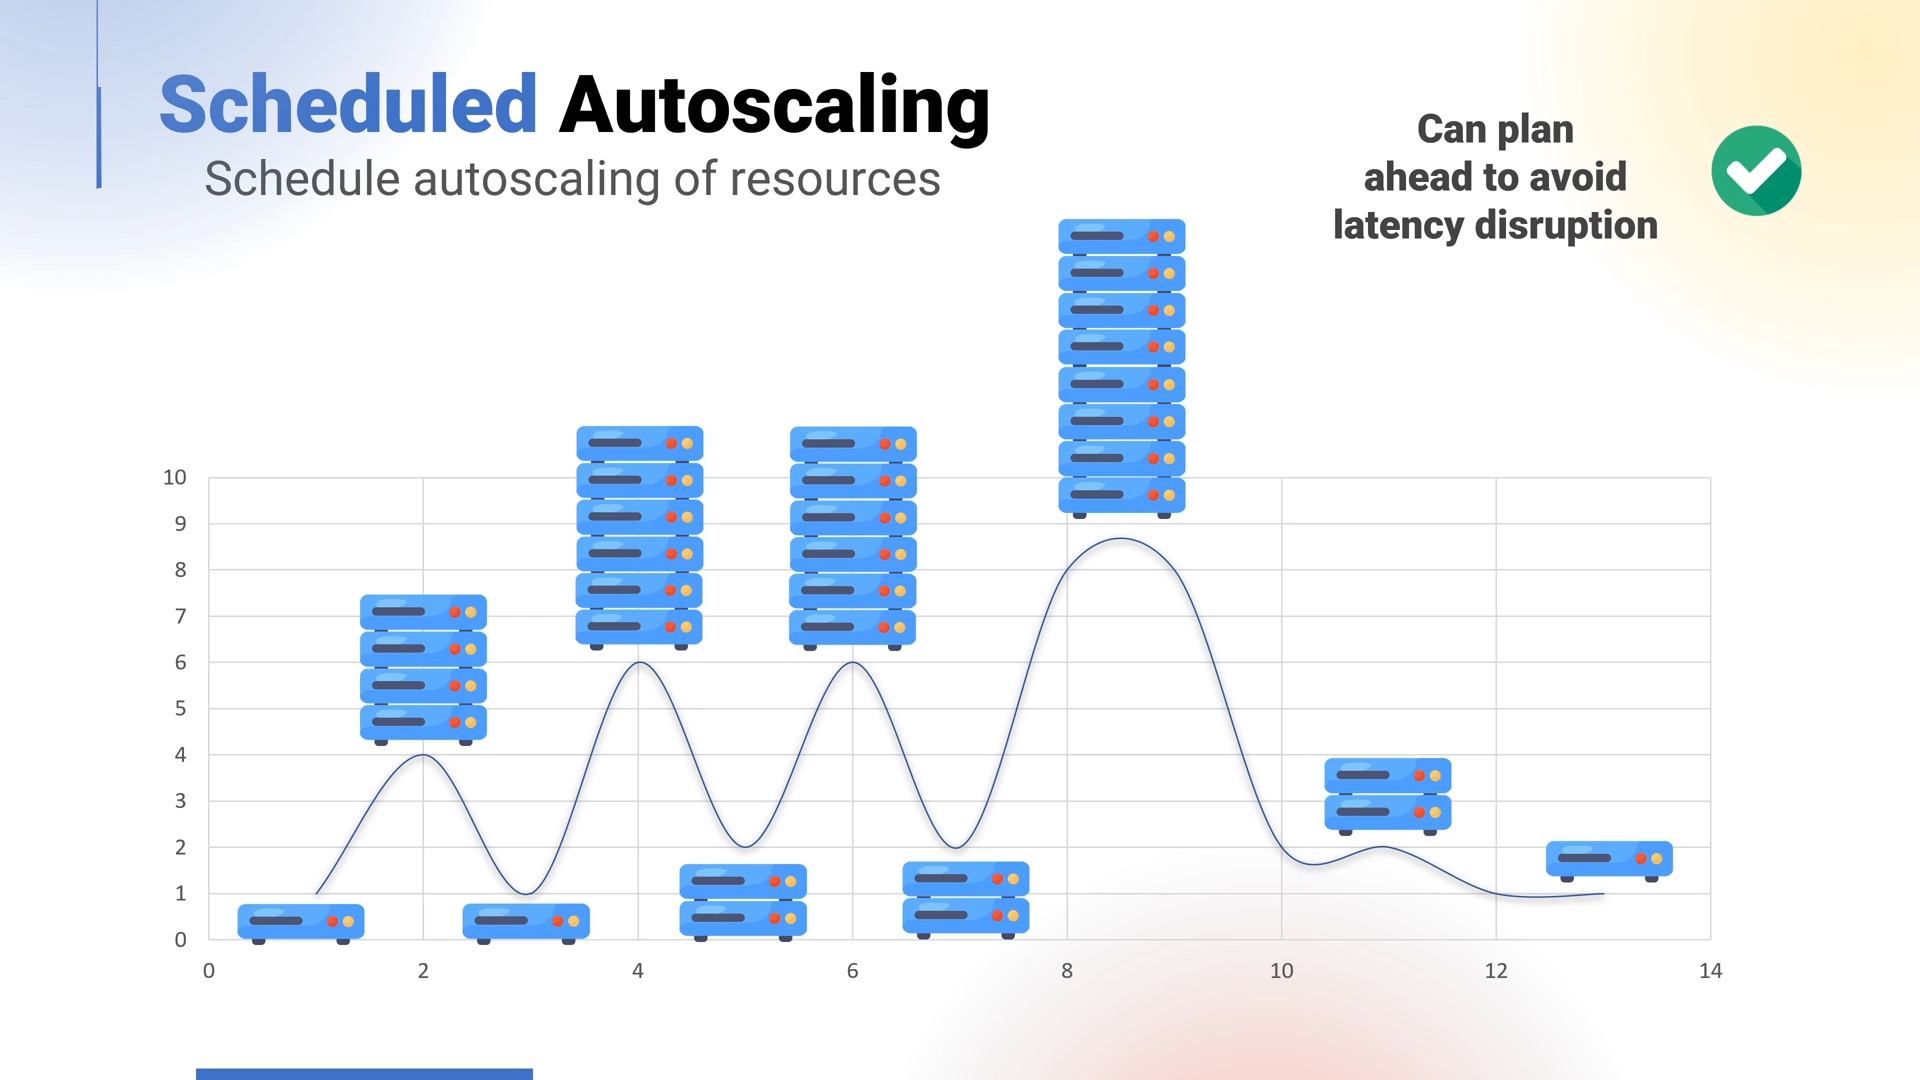 Scheduled Autoscaling
Schedule autoscaling of resources
Can plan
ahead to avoid
latency disruption
10
9
8
7
6
5
4
3
2
1
0
0 2 4 6 8 10 12 14